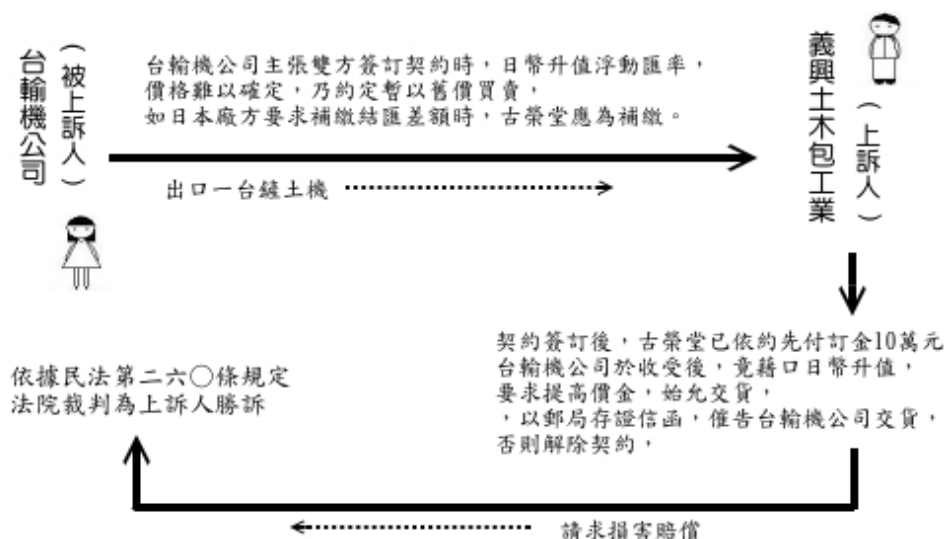 台輸機公司
（被上訴人）
台輸機公司主張雙方簽訂契約時，日幣升值浮動匯率，
價格難以確定，乃約定暫以舊價買賣，
如日本廠方要求補繳結匯差額時，古榮堂應為補繳。
出口一台鏟土機
義興土木包工業
（上訴人）
契約簽訂後，古榮堂已依約先付訂金10萬元
台輸機公司於收受後，竟藉口日幣升值，
要求提高價金，始允交貨，
，以郵局存證信函，催告台輸機公司交貨，
否則解除契約，
請求損害賠償
依據民法第二六〇條規定
法院裁判為上訴人勝訴